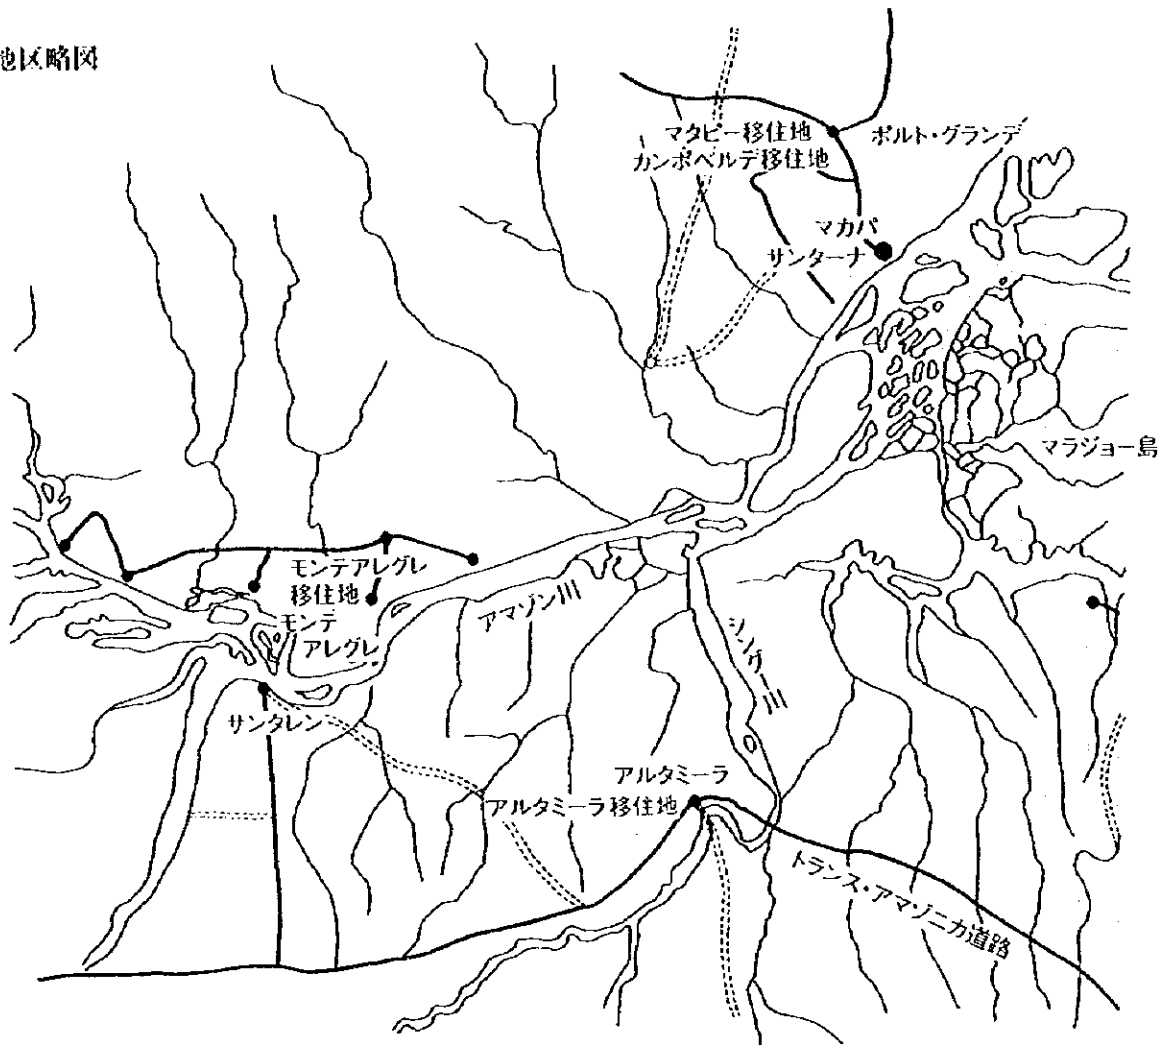 地区略図
マタピー移住地
カンポベルデ移住地
ポルト・グランデ
マカパ
サンターナ
マラジョー島
モンテアレグレ
移住地
モンテ
アレグレ
アマゾン川
シングー川
サンタレン
アルタミーラ
アルタミーラ移住地
トランス・アマゾニカ道路